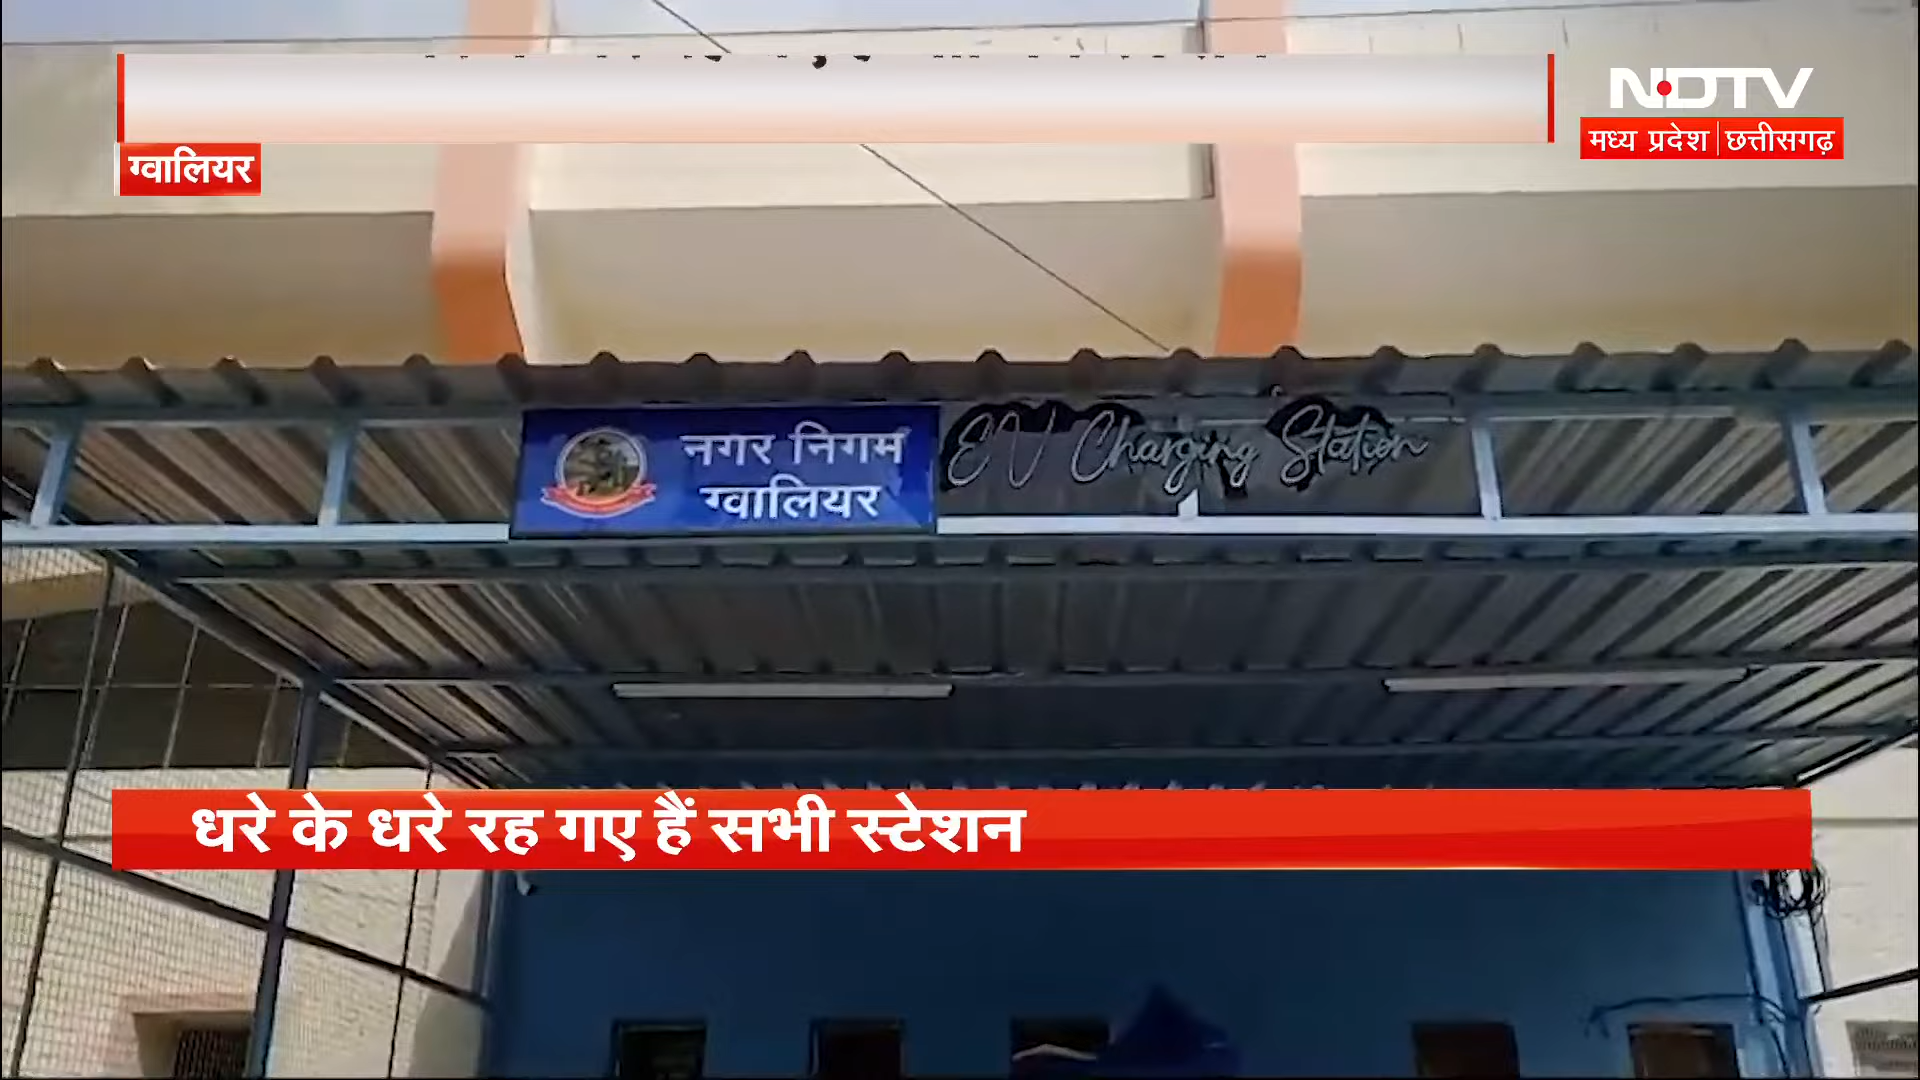 NDTV
मध्य प्रदेश|छत्तीसगढ़
ग्वालियर
नगर निगम
ग्वालियर
EV Charging Station
धरे के धरे रह गए हैं सभी स्टेशन